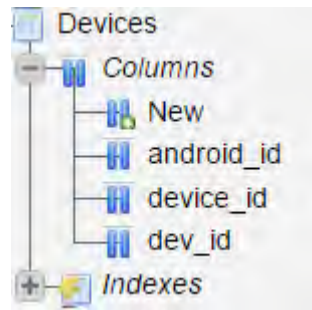 Devices
Columns
New
android_id
device_id
dev_id
Indexes